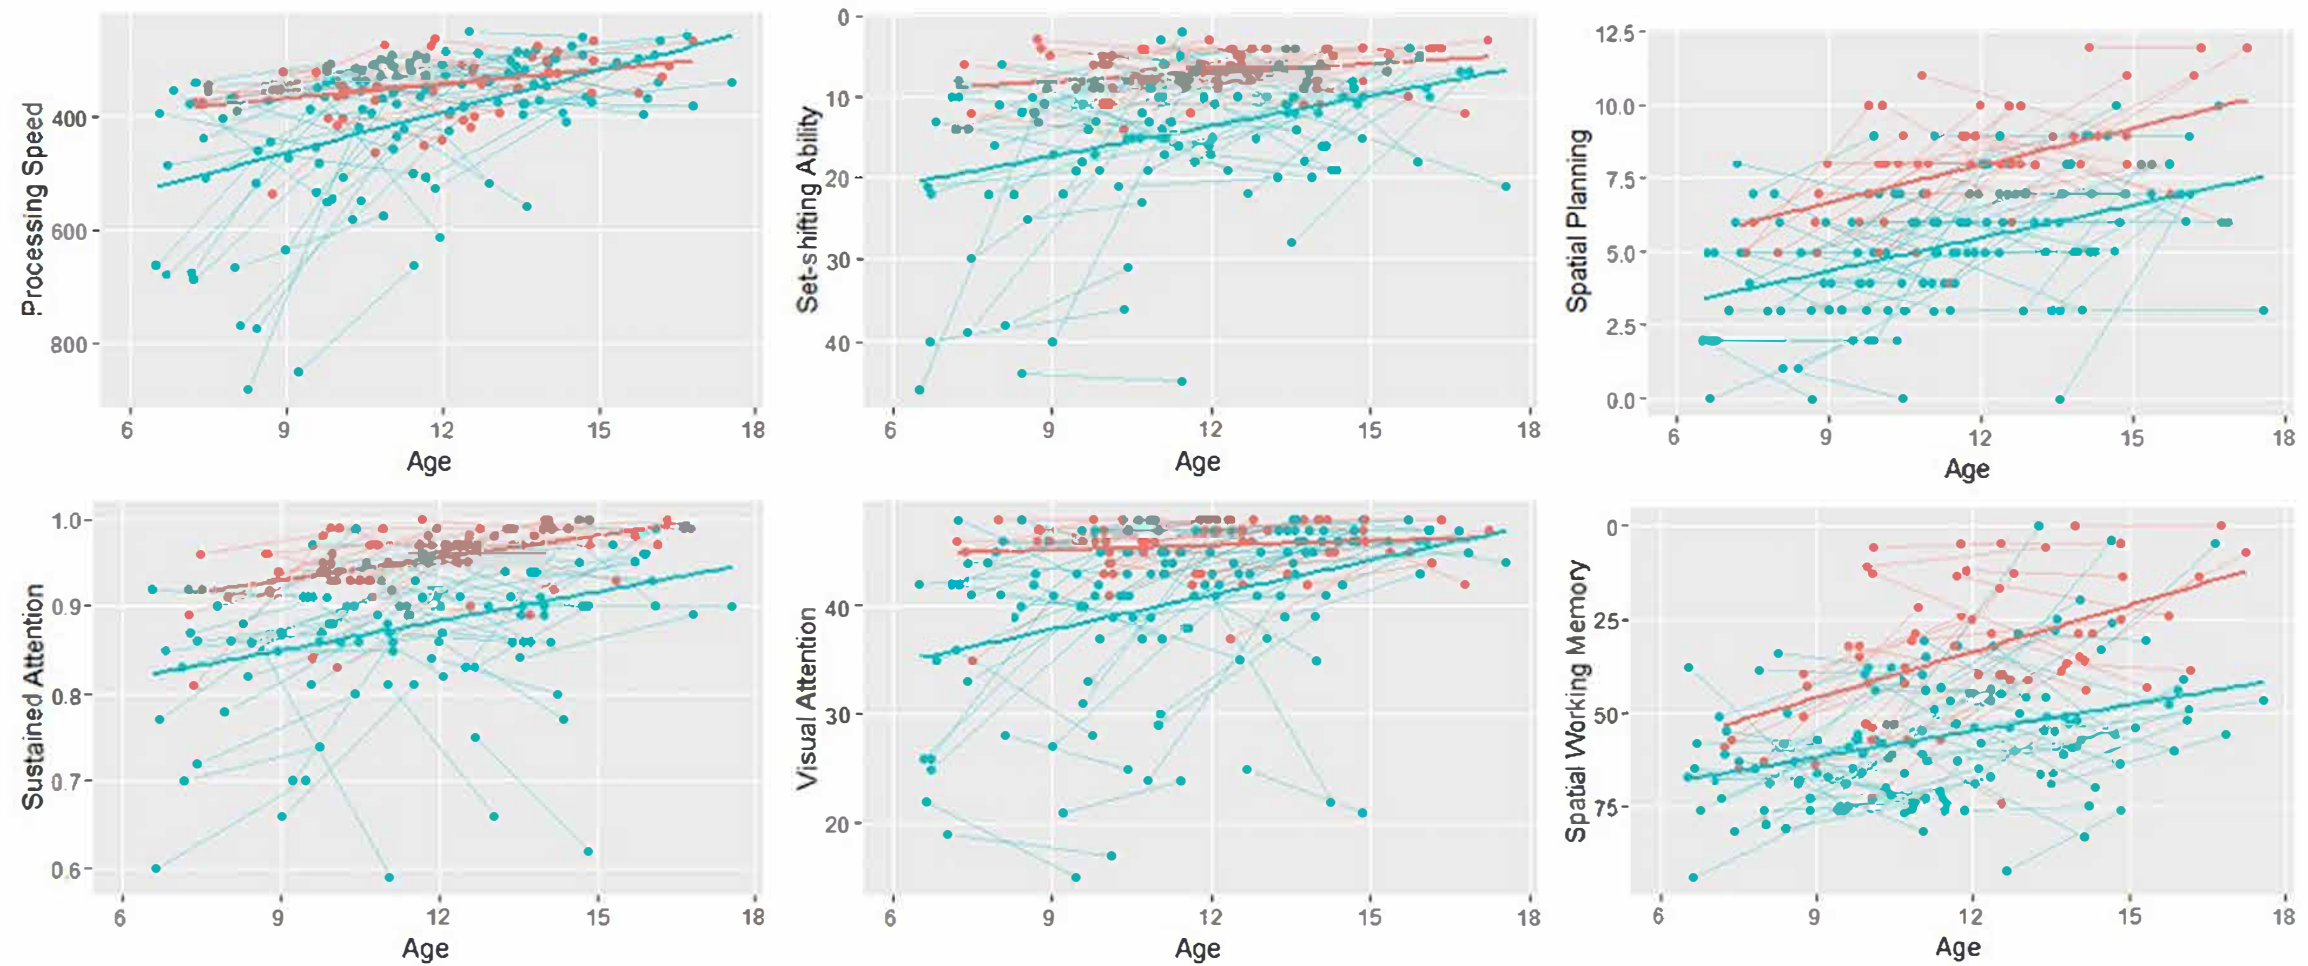 400
600
800
Processing Speed
6 9 12 15 18
Age
0
10
20
30
40
Set-shifting Ability
6 9 12 15 18
Age
12.5
10.0
7.5
5.0
2.5
0.0
Spatial Planning
6 9 12 15 18
Age
1.0
0.9
0.8
0.7
0.6
Sustained Attention
6 9 12 15 18
Age
40
30
20
Visual Attention
6 9 12 15 18
Age
0
25
50
75
Spatial Working Memory
6 9 12 15 18
Age